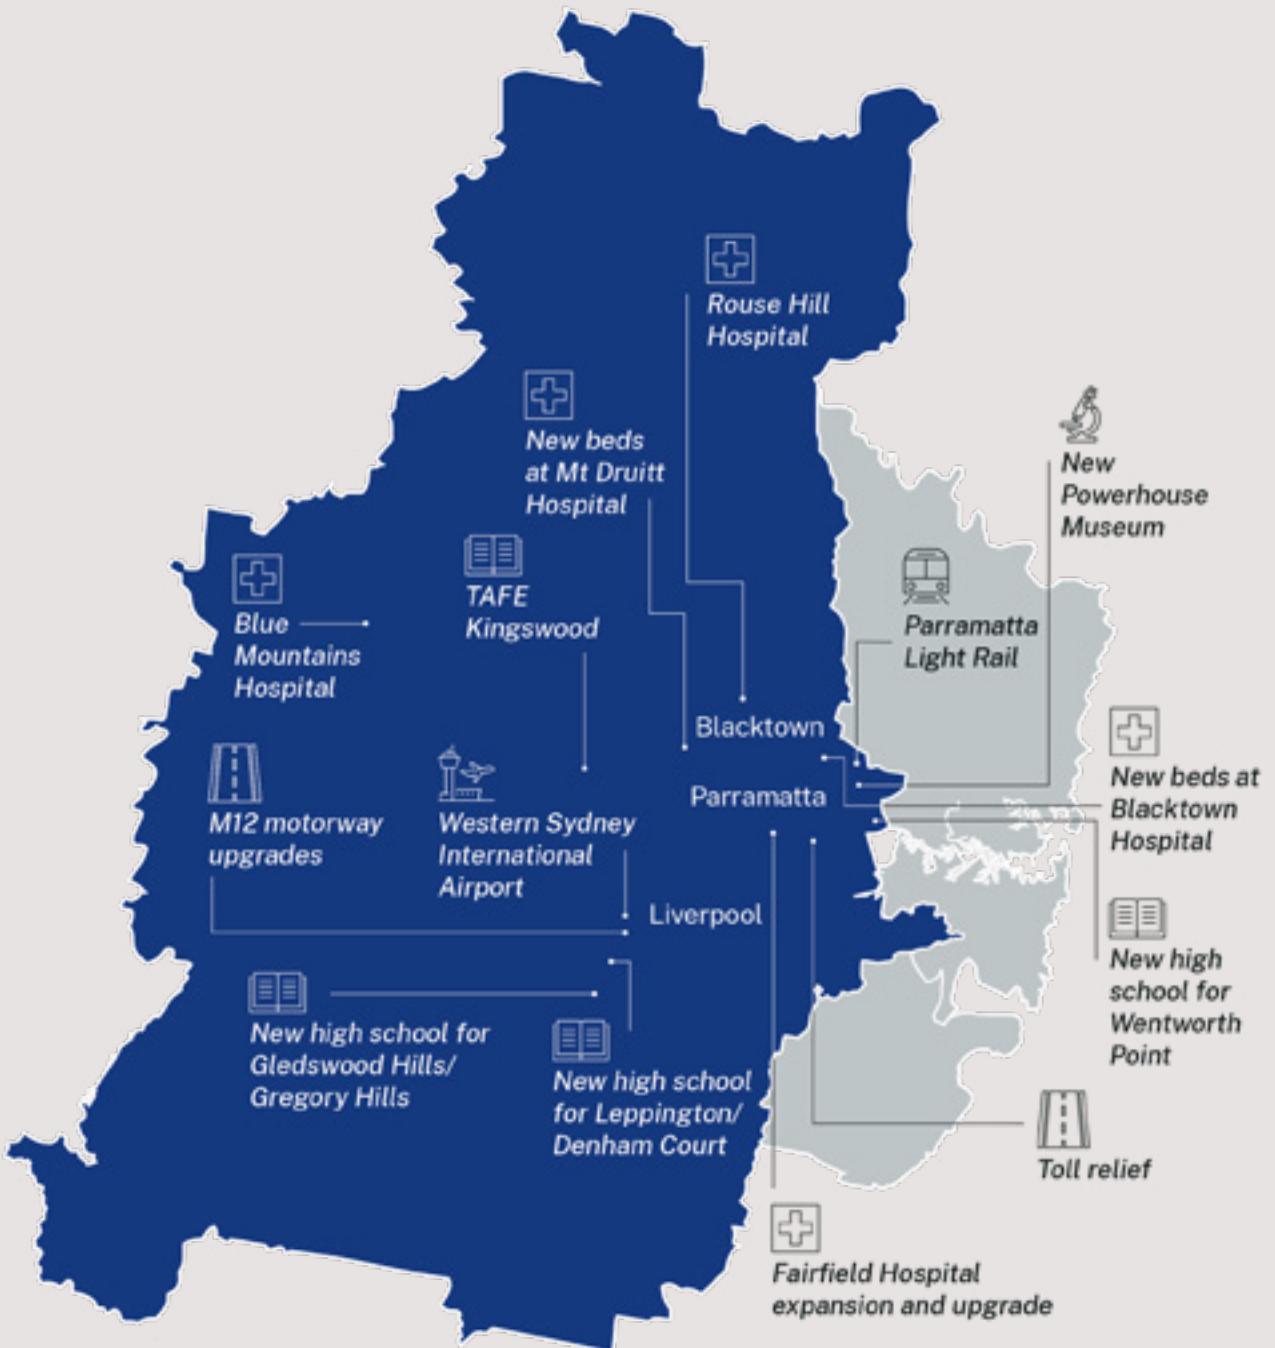 Rouse Hill
Hospital
New beds
at Mt Druitt
Hospital
New
Powerhouse
Museum
TAFE
Kingswood
Blue
Mountains
Hospital
Parramatta
Light Rail
Blacktown
New beds at
Blacktown
Hospital
Parramatta
M12 motorway
upgrades
Western Sydney
International
Airport
Liverpool
New high
school for
Wentworth
Point
New high school for
Gledswood Hills/
Gregory Hills
New high school
for Leppington/
Denham Court
Toll relief
Fairfield Hospital
expansion and upgrade